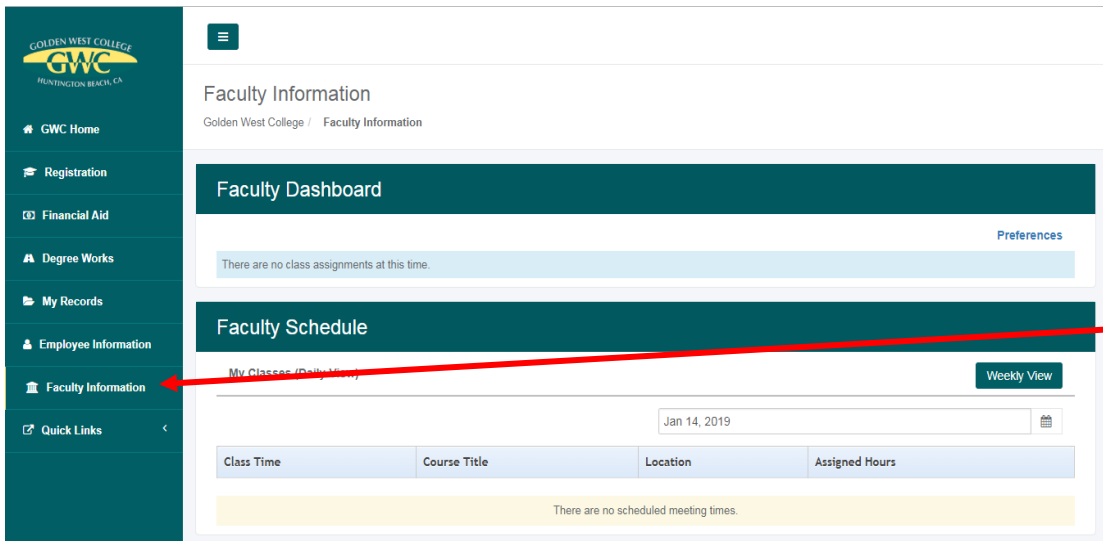 GOLDEN WEST COLLEGE
GWC
HUNTINGTON BEACH, CA
GWC Home
Registration
Financial Aid
Degree Works
My Records
Employee Information
Faculty Information
Quick Links
Faculty Information
Golden West College / Faculty Information
Faculty Dashboard
Preferences
There are no class assignments at this time.
Faculty Schedule
My Classes (Daily View)
Weekly View
Jan 14, 2019
Class Time Course Title Location Assigned Hours
There are no scheduled meeting times.